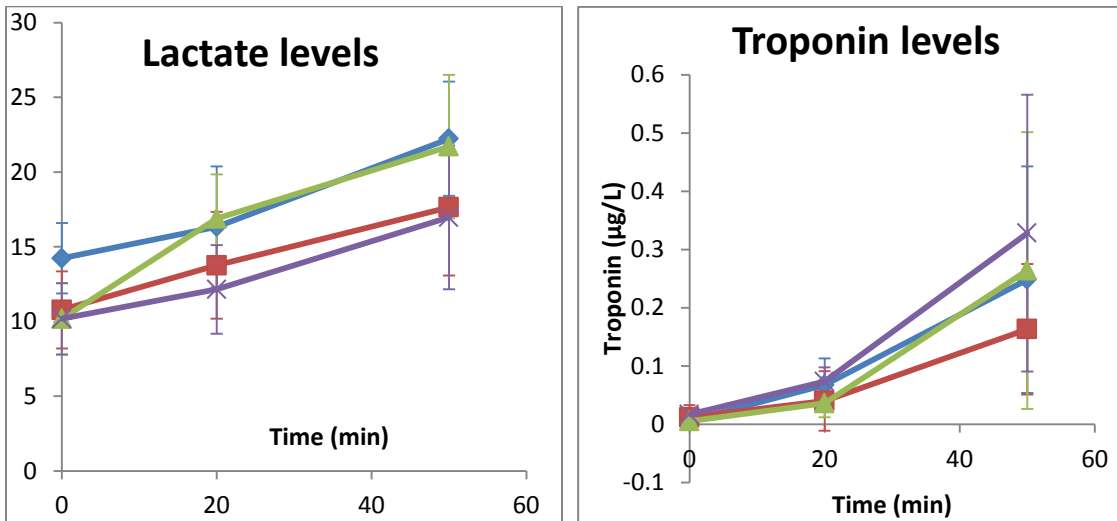 Lactate levels
30
25
20
15
10
5
0
0 20 40 60
Time (min)
Troponin levels
Troponin (µg/L)
0.6
0.5
0.4
0.3
0.2
0.1
0
-0.1
0 20 40 60
Time (min)